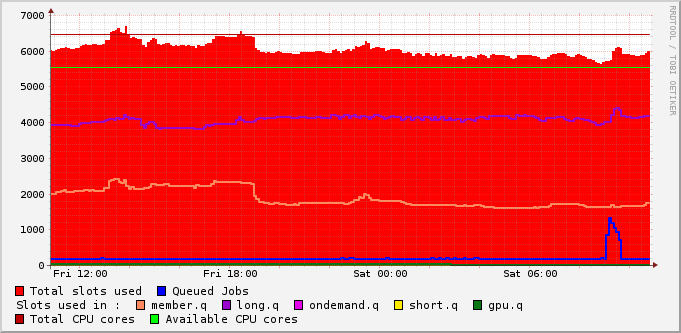 RRDTOOL / TOBI OETIKER
7000
6000
5000
4000
3000
2000
1000
0
Fri 12:00 Fri 18:00 Sat 00:00 Sat 06:00
Total slots used Queued Jobs
Slots used in : member.q long.q ondemand.q short.q gpu.q
Total CPU cores Available CPU cores